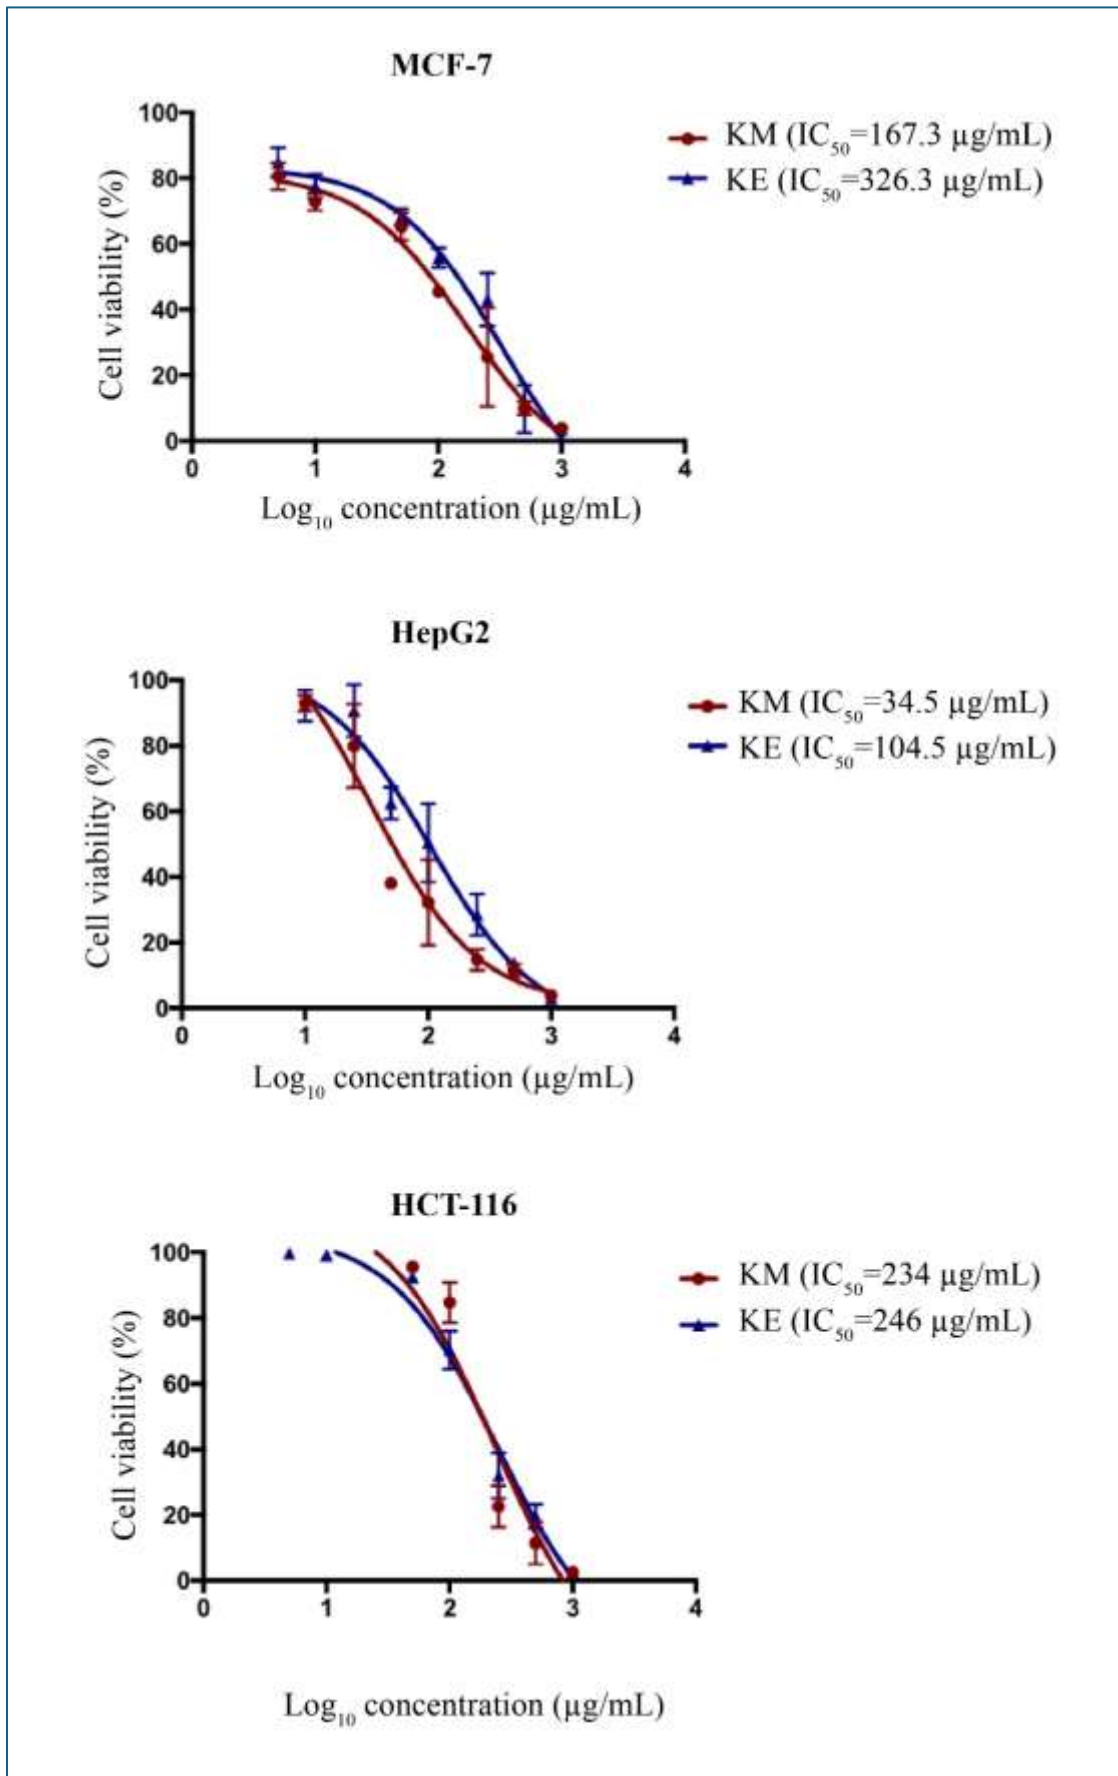 MCF-7
100
80
60
40
20
0
0 1 2 3 4
Cell viability (%)
Log₁₀ concentration (µg/mL)
KM (IC₅₀=167.3 µg/mL)
KE (IC₅₀=326.3 µg/mL)
HepG2
100
80
60
40
20
0
0 1 2 3 4
Cell viability (%)
Log₁₀ concentration (µg/mL)
KM (IC₅₀=34.5 µg/mL)
KE (IC₅₀=104.5 µg/mL)
HCT-116
100
80
60
40
20
0
0 1 2 3 4
Cell viability (%)
Log₁₀ concentration (µg/mL)
KM (IC₅₀=234 µg/mL)
KE (IC₅₀=246 µg/mL)